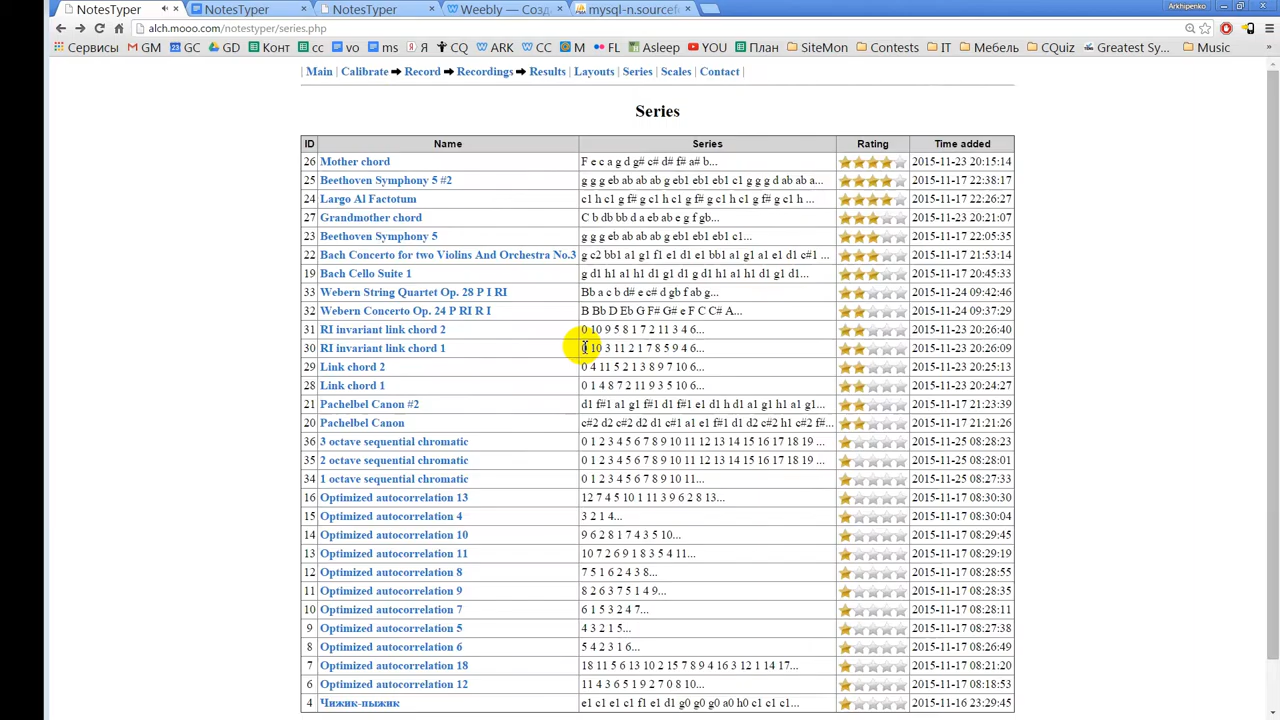 NotesTyper
NotesTyper
NotesTyper
Weebly — Созд
mysql-n.sourcef
Arkhipenko
alch.mooo.com/notestyper/series.php
Сервисы GM GC GD Конт cc vo ms Я CQ ARK CC M FL Asleep YOU План SiteMon Contests IT Мебель CQuiz Greatest Sy... Music
| Main | Calibrate Record Recordings Results | Layouts | Series | Scales | Contact |
Series
ID Name Series Rating Time added
26 Mother chord F e c a g d g# c# d# f# a# b... 2015-11-23 20:15:14
25 Beethoven Symphony 5 #2 g g g eb ab ab ab g eb1 eb1 eb1 c1 g g g d ab ab a... 2015-11-17 22:38:17
24 Largo Al Factotum c1 h c1 g f# g c1 h c1 g f# g c1 h c1 g f# g c1 h ... 2015-11-17 22:26:27
27 Grandmother chord C b db bb d a eb ab e g f gb... 2015-11-23 20:21:07
23 Beethoven Symphony 5 g g g eb ab ab ab g eb1 eb1 eb1 c1... 2015-11-17 22:05:35
22 Bach Concerto for two Violins And Orchestra No.3 g c2 bb1 a1 g1 f1 e1 d1 e1 bb1 a1 g1 a1 e1 d1 c#1 ... 2015-11-17 21:53:14
19 Bach Cello Suite 1 g d1 h1 a1 h1 d1 g1 d1 g d1 h1 a1 h1 d1 g1 d1... 2015-11-17 20:45:33
33 Webern String Quartet Op. 28 P I RI Bb a c b d# e c# d gb f ab g... 2015-11-24 09:42:46
32 Webern Concerto Op. 24 P RI R I B Bb D Eb G F# G# e F C C# A... 2015-11-24 09:37:29
31 RI invariant link chord 2 0 10 9 5 8 1 7 2 11 3 4 6... 2015-11-23 20:26:40
30 RI invariant link chord 1 0 10 3 11 2 1 7 8 5 9 4 6... 2015-11-23 20:26:09
29 Link chord 2 0 4 11 5 2 1 3 8 9 7 10 6... 2015-11-23 20:25:13
28 Link chord 1 0 1 4 8 7 2 11 9 3 5 10 6... 2015-11-23 20:24:27
21 Pachelbel Canon #2 d1 f#1 a1 g1 f#1 d1 f#1 e1 d1 h d1 a1 g1 h1 a1 g1... 2015-11-17 21:23:39
20 Pachelbel Canon c#2 d2 c#2 d2 d1 c#1 a1 e1 f#1 d1 d2 c#2 h1 c#2 f#... 2015-11-17 21:21:26
36 3 octave sequential chromatic 0 1 2 3 4 5 6 7 8 9 10 11 12 13 14 15 16 17 18 19 ... 2015-11-25 08:28:23
35 2 octave sequential chromatic 0 1 2 3 4 5 6 7 8 9 10 11 12 13 14 15 16 17 18 19 ... 2015-11-25 08:28:01
34 1 octave sequential chromatic 0 1 2 3 4 5 6 7 8 9 10 11... 2015-11-25 08:27:33
16 Optimized autocorrelation 13 12 7 4 5 10 1 11 3 9 6 2 8 13... 2015-11-17 08:30:30
15 Optimized autocorrelation 4 3 2 1 4... 2015-11-17 08:30:04
14 Optimized autocorrelation 10 9 6 2 8 1 7 4 3 5 10... 2015-11-17 08:29:45
13 Optimized autocorrelation 11 10 7 2 6 9 1 8 3 5 4 11... 2015-11-17 08:29:19
12 Optimized autocorrelation 8 7 5 1 6 2 4 3 8... 2015-11-17 08:28:55
11 Optimized autocorrelation 9 8 2 6 3 7 5 1 4 9... 2015-11-17 08:28:35
10 Optimized autocorrelation 7 6 1 5 3 2 4 7... 2015-11-17 08:28:11
9 Optimized autocorrelation 5 4 3 2 1 5... 2015-11-17 08:27:38
8 Optimized autocorrelation 6 5 4 2 3 1 6... 2015-11-17 08:26:49
7 Optimized autocorrelation 18 18 11 5 6 13 10 2 15 7 8 9 4 16 3 12 1 14 17... 2015-11-17 08:21:20
6 Optimized autocorrelation 12 11 4 3 6 5 1 9 2 7 0 8 10... 2015-11-17 08:18:53
4 Чижик-пыжик e1 c1 e1 c1 f1 e1 d1 g0 g0 g0 a0 h0 c1 c1 c1... 2015-11-16 23:29:45